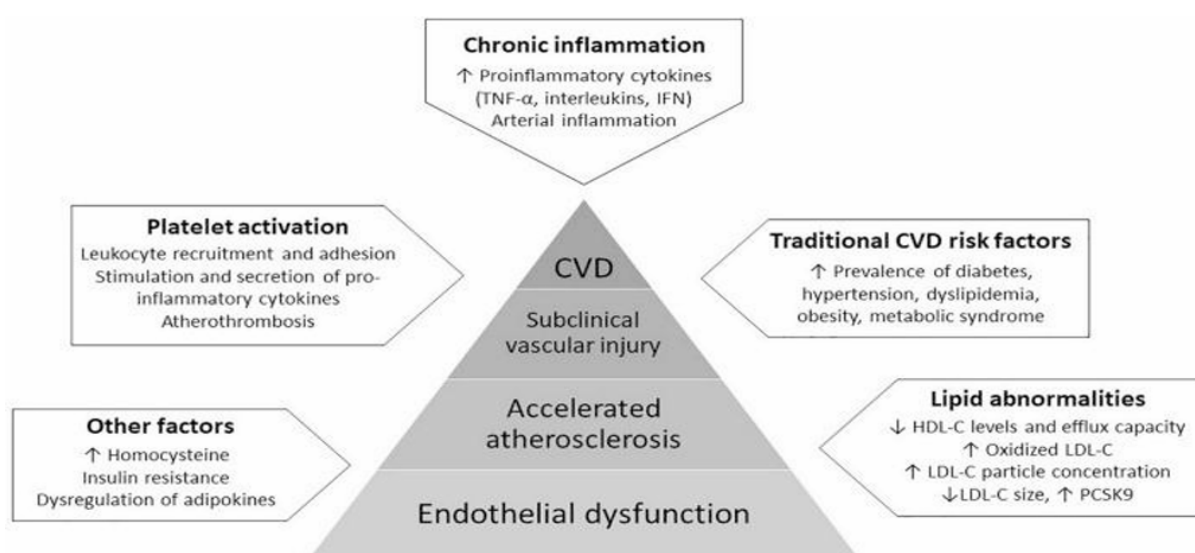 Chronic inflammation
↑ Proinflammatory cytokines
(TNF-α, interleukins, IFN)
Arterial inflammation
Platelet activation
Leukocyte recruitment and adhesion
Stimulation and secretion of pro-
inflammatory cytokines
Atherothrombosis
Traditional CVD risk factors
↑ Prevalence of diabetes,
hypertension, dyslipidemia,
obesity, metabolic syndrome
CVD
Subclinical
vascular injury
Accelerated
atherosclerosis
Endothelial dysfunction
Other factors
↑ Homocysteine
Insulin resistance
Dysregulation of adipokines
Lipid abnormalities
↓ HDL-C levels and efflux capacity
↑ Oxidized LDL-C
↑ LDL-C particle concentration
↓LDL-C size, ↑ PCSK9